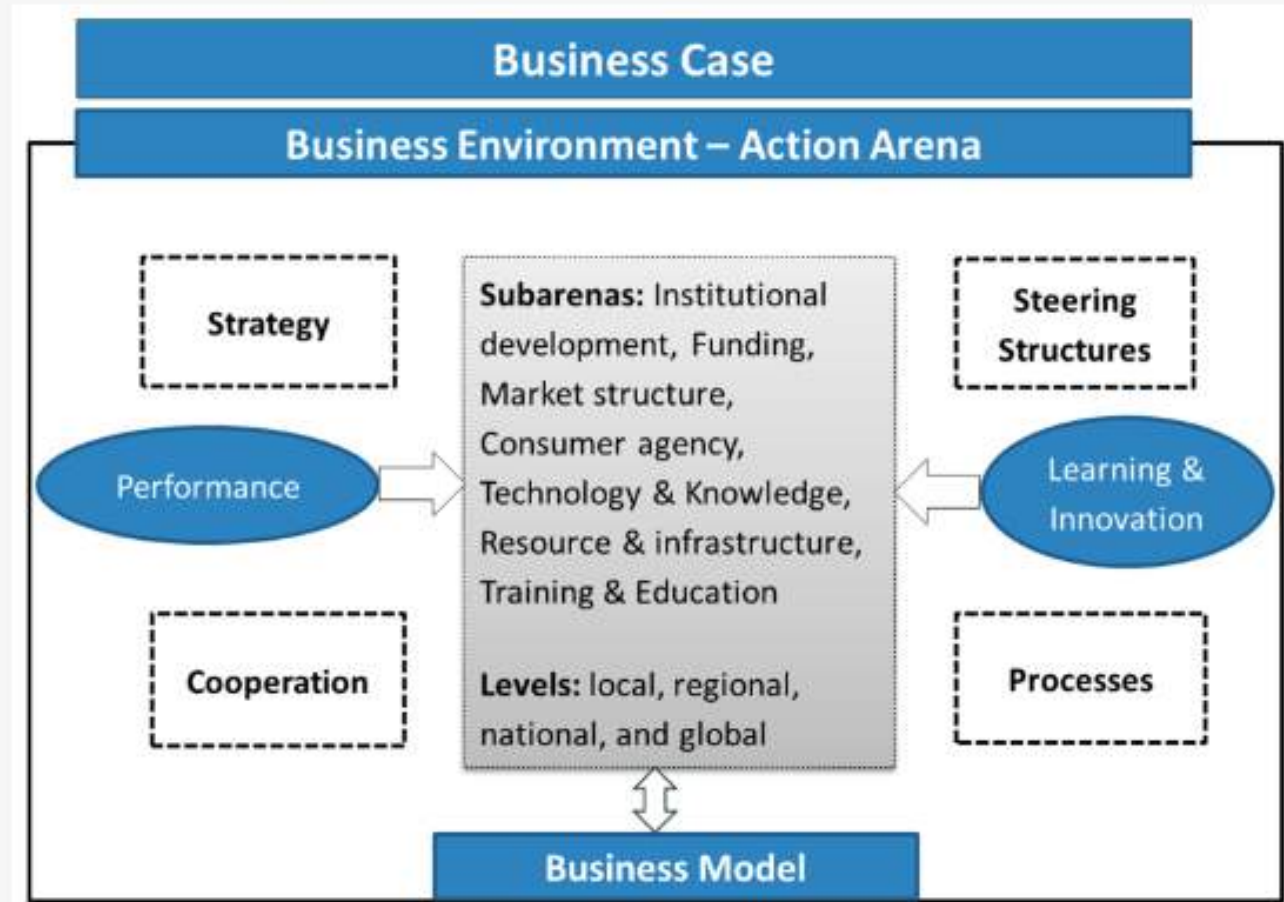 Business Case
Business Environment – Action Arena
Strategy
Performance
Cooperation
Subarenas: Institutional
development, Funding,
Market structure,
Consumer agency,
Technology & Knowledge,
Resource & infrastructure,
Training & Education
Levels: local, regional,
national, and global
Steering
Structures
Learning &
Innovation
Processes
Business Model